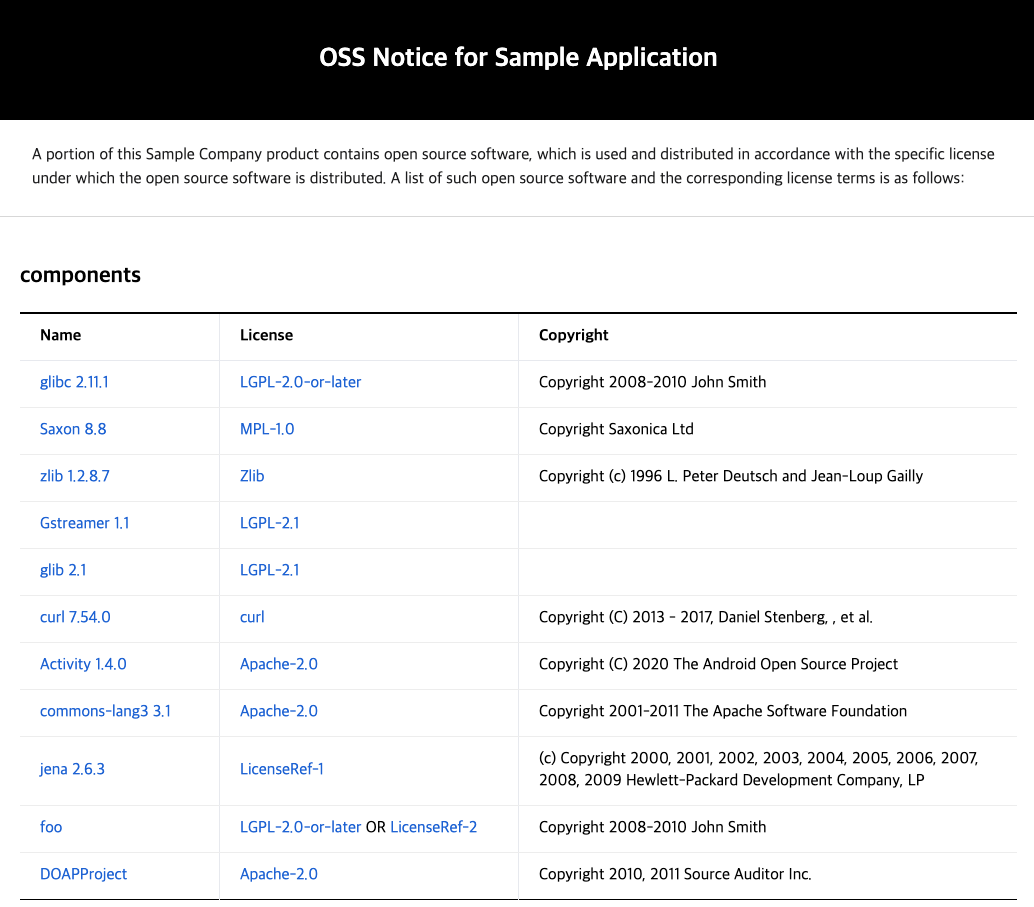 OSS Notice for Sample Application
A portion of this Sample Company product contains open source software, which is used and distributed in accordance with the specific license
under which the open source software is distributed. A list of such open source software and the corresponding license terms is as follows:
components
Name License Copyright
glibc 2.11.1 LGPL-2.0-or-later Copyright 2008-2010 John Smith
Saxon 8.8 MPL-1.0 Copyright Saxonica Ltd
zlib 1.2.8.7 Zlib Copyright (c) 1996 L. Peter Deutsch and Jean-Loup Gailly
Gstreamer 1.1 LGPL-2.1
glib 2.1 LGPL-2.1
curl 7.54.0 curl Copyright (C) 2013 - 2017, Daniel Stenberg, , et al.
Activity 1.4.0 Apache-2.0 Copyright (C) 2020 The Android Open Source Project
commons-lang3 3.1 Apache-2.0 Copyright 2001-2011 The Apache Software Foundation
jena 2.6.3 LicenseRef-1 (c) Copyright 2000, 2001, 2002, 2003, 2004, 2005, 2006, 2007,
2008, 2009 Hewlett-Packard Development Company, LP
foo LGPL-2.0-or-later OR LicenseRef-2 Copyright 2008-2010 John Smith
DOAPProject Apache-2.0 Copyright 2010, 2011 Source Auditor Inc.